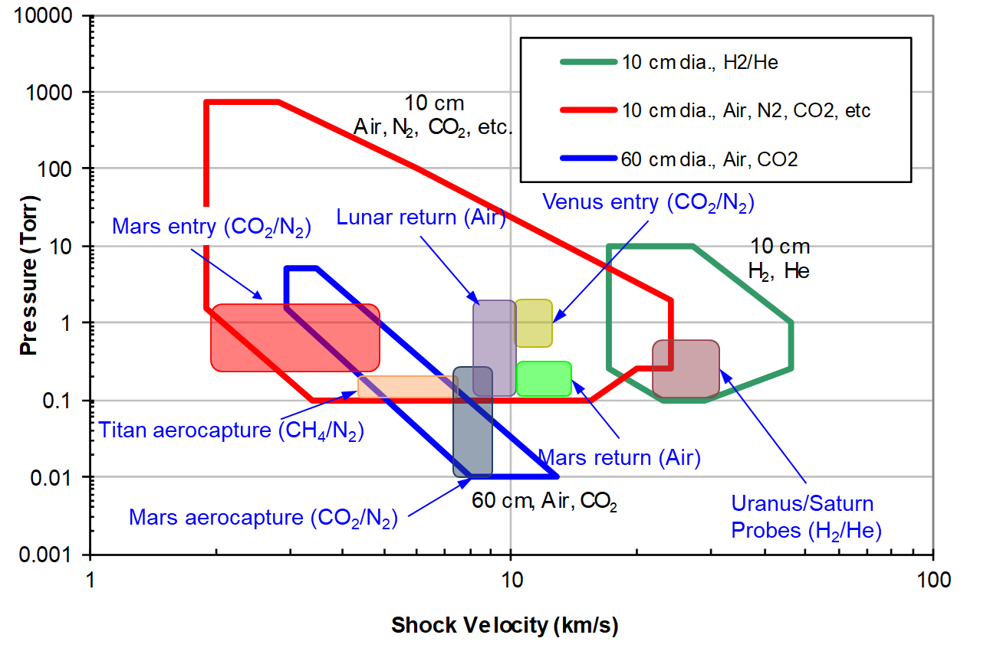 10000
1000
100
10
1
0.1
0.01
0.001
Pressure (Torr)
1
10
100
Shock Velocity (km/s)
10 cm dia., H2/He
10 cm dia., Air, N2, CO2, etc
60 cm dia., Air, CO2
10 cm
Air, N₂, CO₂, etc.
Venus entry (CO₂/N₂)
Lunar return (Air)
Mars entry (CO₂/N₂)
10 cm
H₂, He
Titan aerocapture (CH₄/N₂)
Mars return (Air)
60 cm, Air, CO₂
Mars aerocapture (CO₂/N₂)
Uranus/Saturn
Probes (H₂/He)